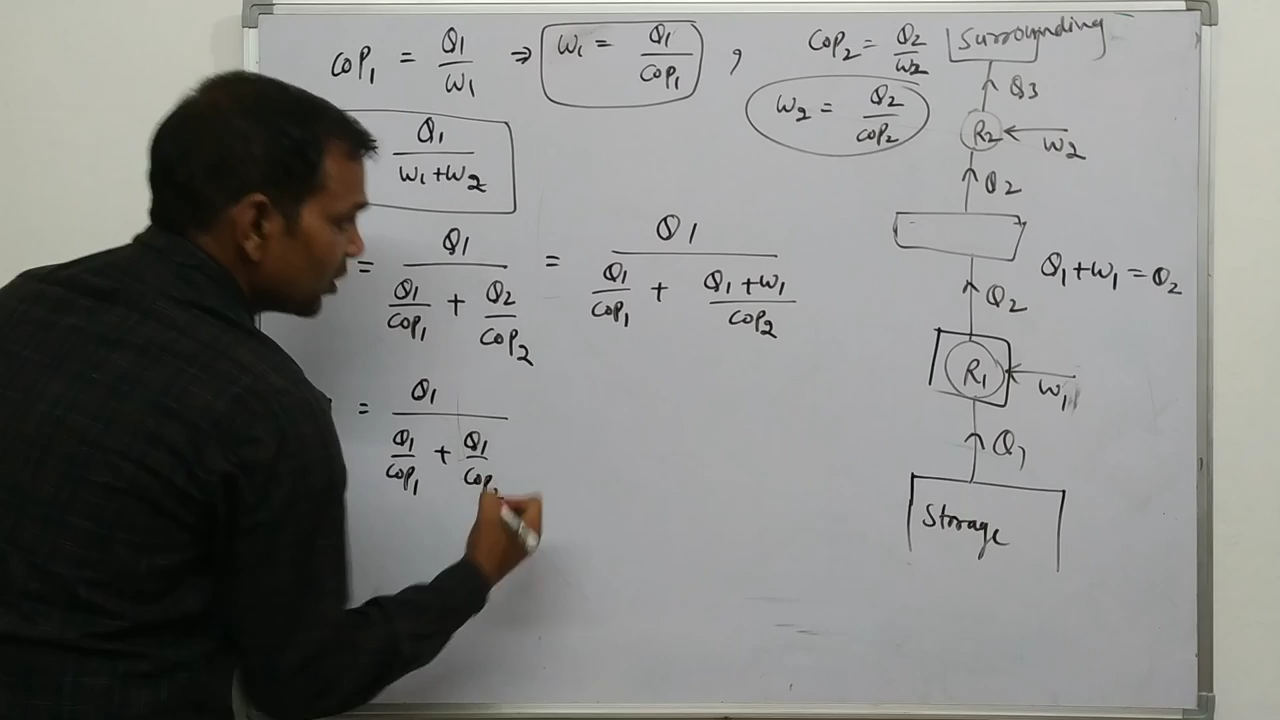 COP₁ = Q₁/W₁ ⇒ W₁ = Q₁/COP₁ , COP₂ = Q₂/W₂
W₂ = Q₂/COP₂
Q₁/(W₁+W₂)
= Q₁/(Q₁/COP₁ + Q₂/COP₂) = Q₁/(Q₁/COP₁ + (Q₁+W₁)/COP₂)
= Q₁/(Q₁/COP₁ + Q₁/COP
Surrounding
Q3
R₂
W₂
Q₂
Q₁+W₁=Q₂
Q₂
R₁
W₁
Q₁
Storage